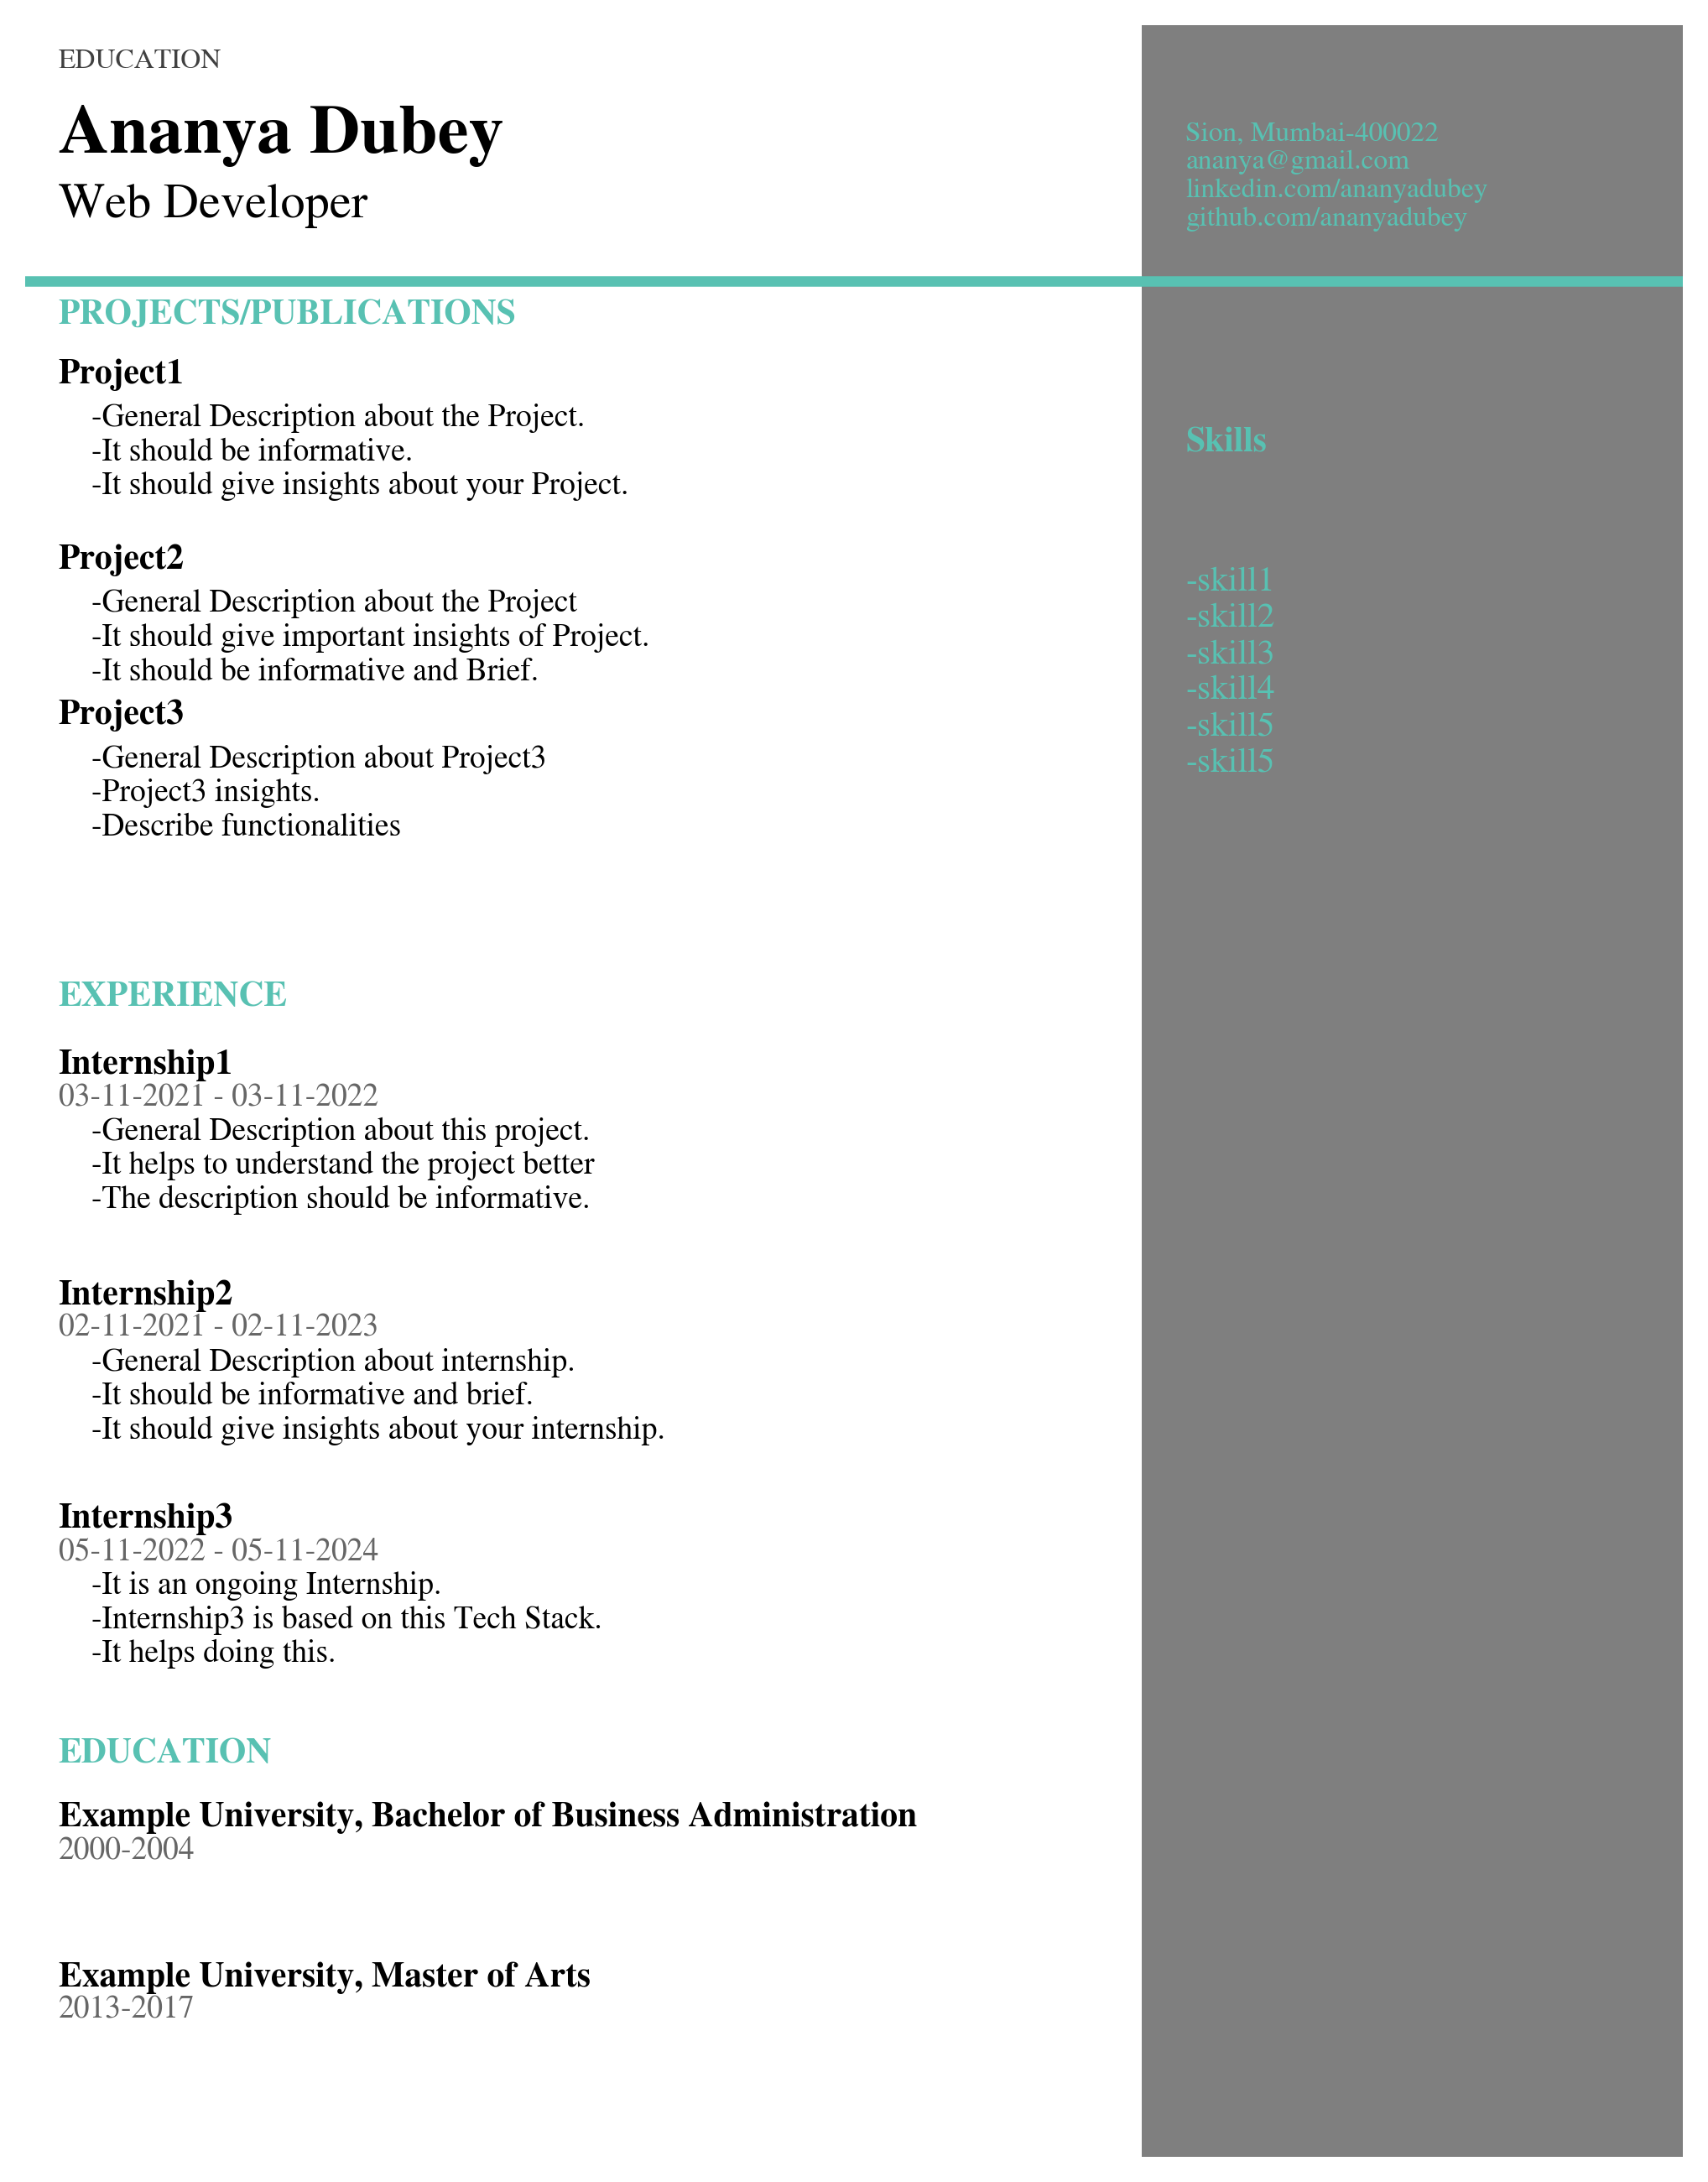 EDUCATION
Ananya Dubey
Web Developer
Sion, Mumbai-400022
ananya@gmail.com
linkedin.com/ananyadubey
github.com/ananyadubey
PROJECTS/PUBLICATIONS
Project1
-General Description about the Project.
-It should be informative.
-It should give insights about your Project.
Project2
-General Description about the Project
-It should give important insights of Project.
-It should be informative and Brief.
Project3
-General Description about Project3
-Project3 insights.
-Describe functionalities
EXPERIENCE
Internship1
03-11-2021 - 03-11-2022
-General Description about this project.
-It helps to understand the project better
-The description should be informative.
Internship2
02-11-2021 - 02-11-2023
-General Description about internship.
-It should be informative and brief.
-It should give insights about your internship.
Internship3
05-11-2022 - 05-11-2024
-It is an ongoing Internship.
-Internship3 is based on this Tech Stack.
-It helps doing this.
EDUCATION
Example University, Bachelor of Business Administration
2000-2004
Example University, Master of Arts
2013-2017
Skills
-skill1
-skill2
-skill3
-skill4
-skill5
-skill5